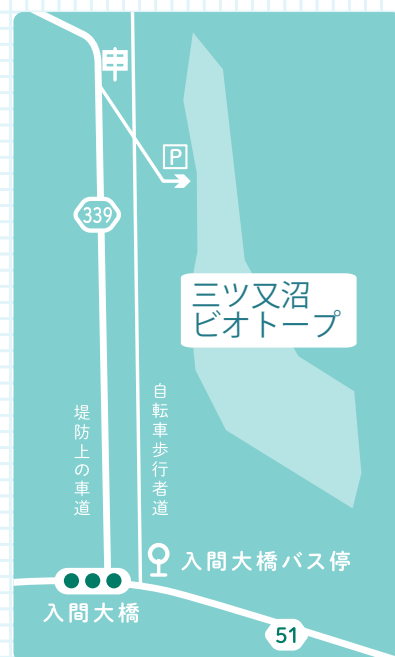 P
339
三ツ又沼
ビオトープ
自転車歩行者道
堤防上の車道
入間大橋バス停
入間大橋
51